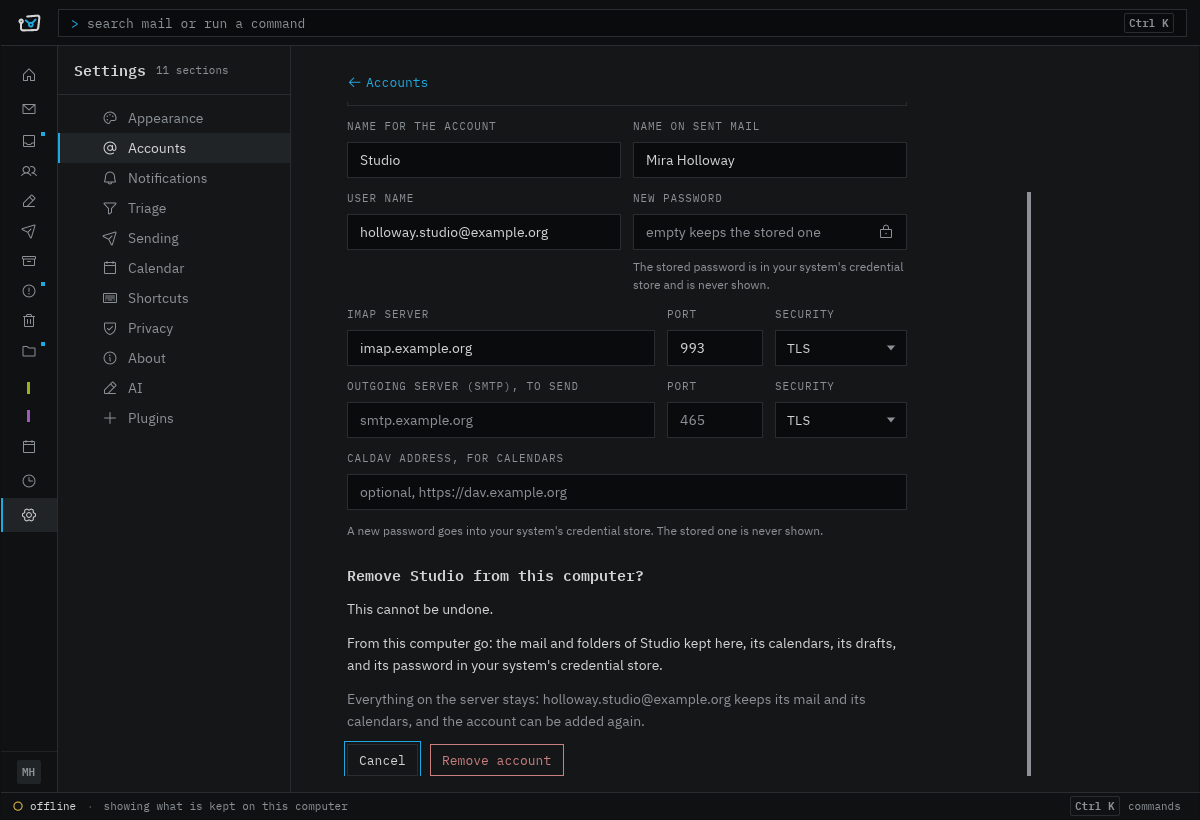 > search mail or run a command
Ctrl K
Settings 11 sections
Appearance
Accounts
Notifications
Triage
Sending
Calendar
Shortcuts
Privacy
About
AI
Plugins
MH
← Accounts
NAME FOR THE ACCOUNT
NAME ON SENT MAIL
Studio
Mira Holloway
USER NAME
NEW PASSWORD
holloway.studio@example.org
empty keeps the stored one
The stored password is in your system's credential
store and is never shown.
IMAP SERVER
PORT
SECURITY
imap.example.org
993
TLS
OUTGOING SERVER (SMTP), TO SEND
PORT
SECURITY
smtp.example.org
465
TLS
CALDAV ADDRESS, FOR CALENDARS
optional, https://dav.example.org
A new password goes into your system's credential store. The stored one is never shown.
Remove Studio from this computer?
This cannot be undone.
From this computer go: the mail and folders of Studio kept here, its calendars, its drafts,
and its password in your system's credential store.
Everything on the server stays: holloway.studio@example.org keeps its mail and its
calendars, and the account can be added again.
Cancel
Remove account
offline · showing what is kept on this computer
Ctrl K commands